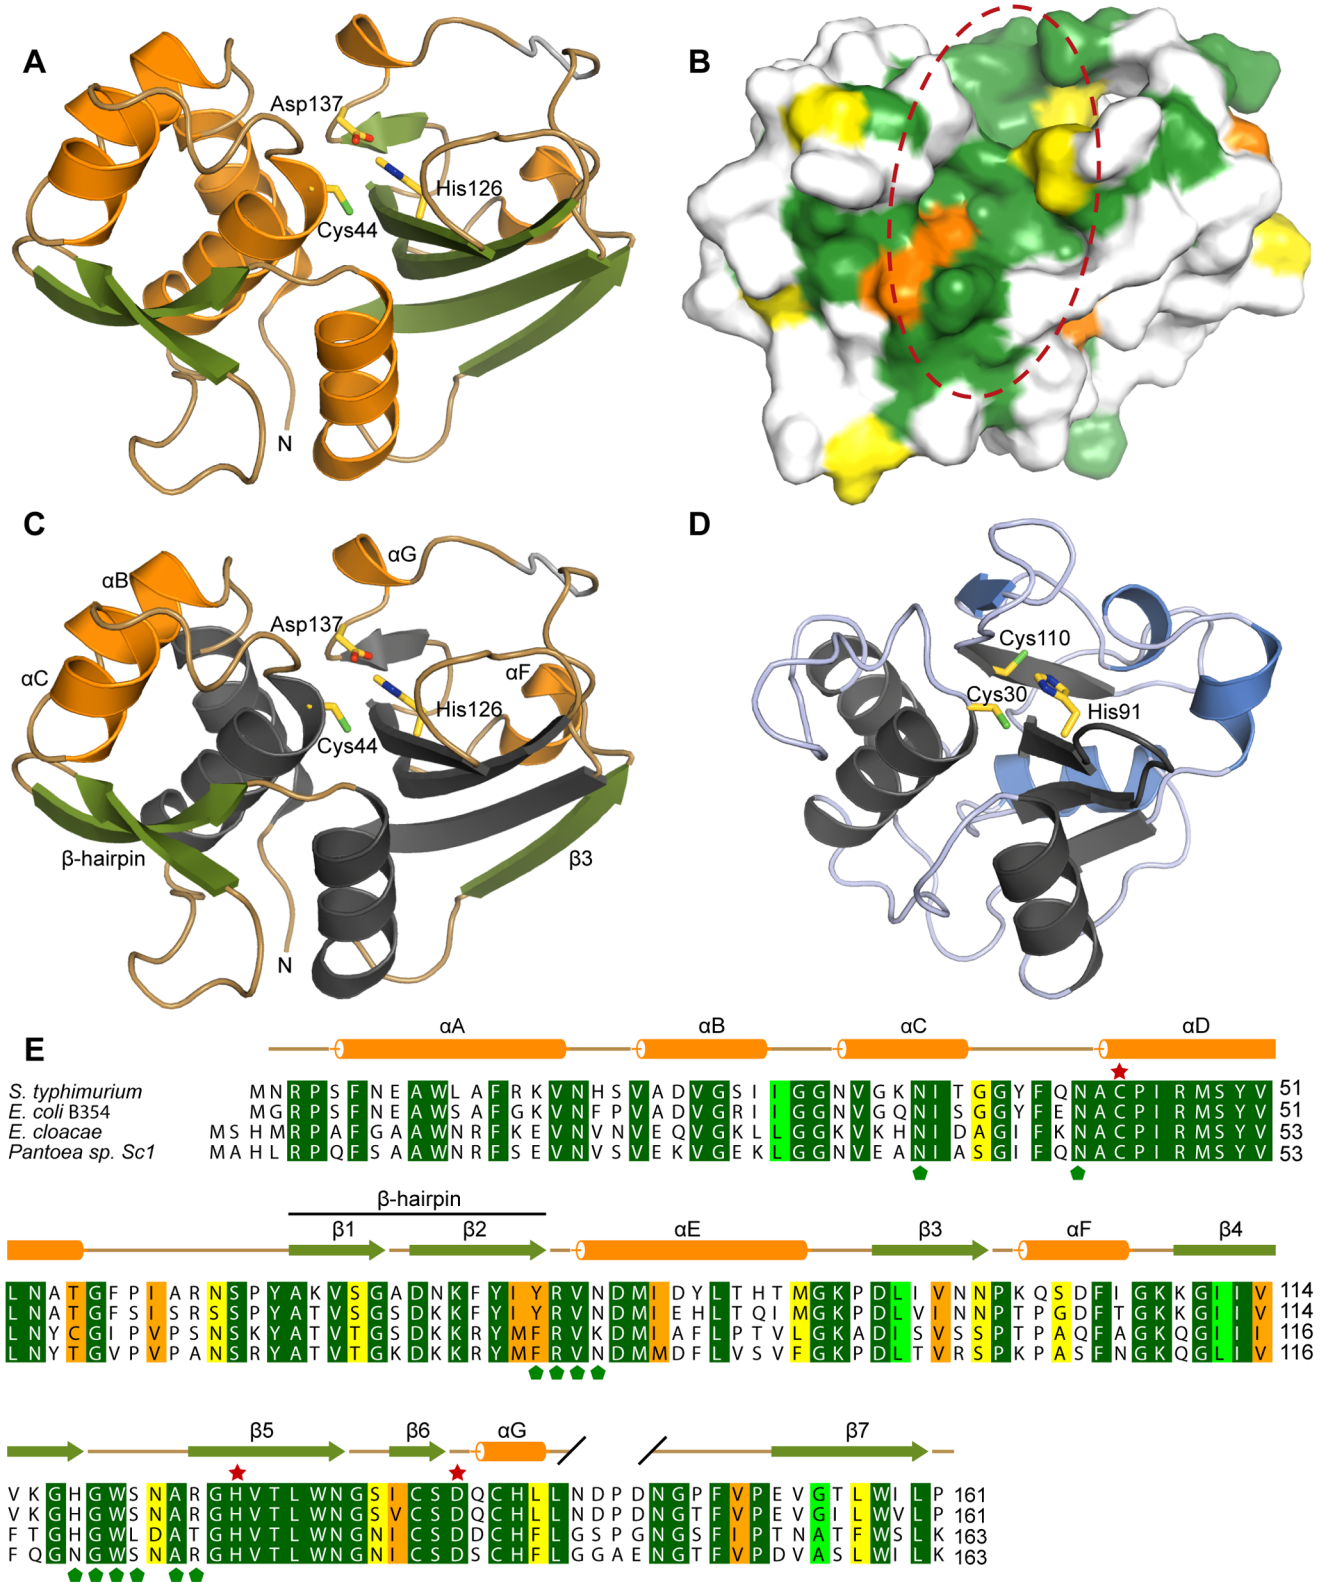 A
Asp137
His126
Cys44
N
B
C
αG
αB
Asp137
αC
αF
His126
Cys44
β-hairpin
β3
N
D
Cys110
Cys30
His91
E
αA αB αC αD
S. typhimurium M N R P S F N E A W L A F R K V N H S V A D V G S I I G G N V G K N I T G G Y F Q N A C P I R M S Y V 51
E. coli B354 M G R P S F N E A W S A F G K V N F P V A D V G R I I G G N V G Q N I S G G Y F E N A C P I R M S Y V 51
E. cloacae M S H M R P A F G A A W N R F K E V N V N V E Q V G K L L G G K V K H N I D A G I F K N A C P I R M S Y V 53
Pantoea sp. Sc1 M A H L R P Q F S A A W N R F S E V N V S V E K V G E K L G G N V E A N I A S G I F Q N A C P I R M S Y V 53
β-hairpin
β1 β2 αE β3 αF β4
L N A T G F P I A R N S P Y A K V S G A D N K F Y I Y R V N D M I D Y L T H T M G K P D L I V N N P K Q S D F I G K K G I I V 114
L N A T G F S I S R N S P Y A T V S G S D N K F Y I Y R V N D M I E H L T Q I M G K P D L V I N N P T P G D F T G K K G I I V 114
L N Y C G I P V P S N S K Y A T V T G S D K K R Y M F R V K D M I A F L P T V L G K A D I S V S S P T P A Q F A G K Q G I I I 116
L N Y T G V P V P A N S R Y A T V T G K D K K R Y M F R V N D M M D F L V S V F G K P D L T V R S P K P A S F N G K Q G L I V 116
β5 β6 αG β7
V K G H G W S N A R G H V T L W N G S I C S D Q C H L L N D P D N G P F V P E V G T L W I L P 161
V K G H G W S N A R G H V T L W N G S V C S D Q C H L L N D P D N G T F V P E V G I L W V L P 161
F T G H G W L D A T G H V T L W N G N I C S D D C H F L G S P G N G S F I P T N A T F W S L K 163
F Q G N G W S N A R G H V T L W N G N I C S D S C H F L G G A E N G T F V P D V A S L W I L K 163